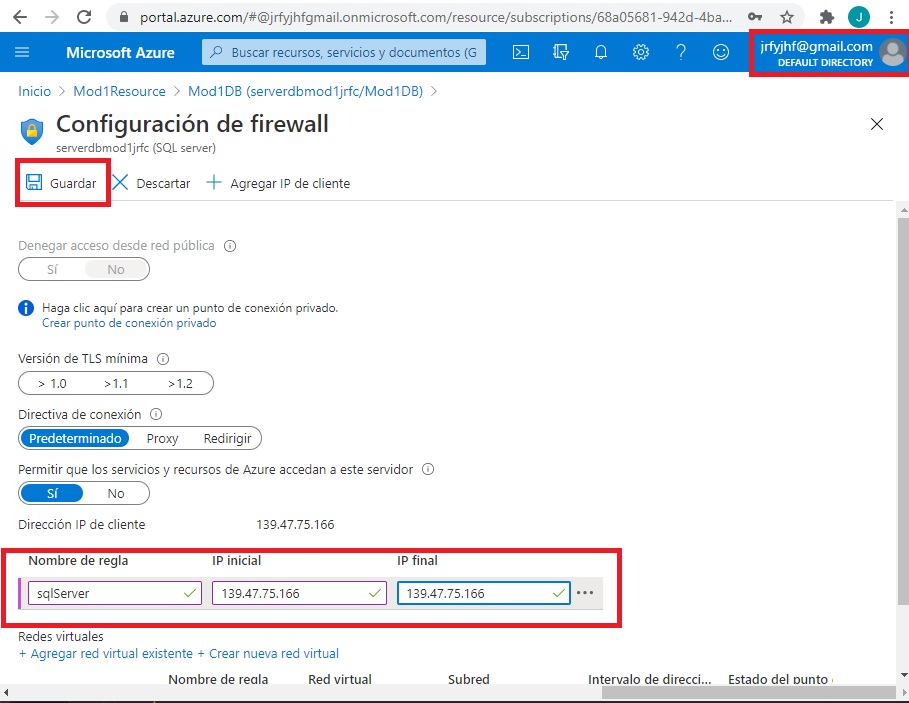 portal.azure.com/#@jrfyjhfgmail.onmicrosoft.com/resource/subscriptions/68a05681-942d-4ba...
J
Microsoft Azure
Buscar recursos, servicios y documentos (G
jrfyjhf@gmail.com
DEFAULT DIRECTORY
Inicio > Mod1Resource > Mod1DB (serverdbmod1jrfc/Mod1DB) >
Configuración de firewall
serverdbmod1jrfc (SQL server)
Guardar Descartar Agregar IP de cliente
Denegar acceso desde red pública
Sí No
Haga clic aquí para crear un punto de conexión privado.
Crear punto de conexión privado
Versión de TLS mínima
> 1.0 >1.1 >1.2
Directiva de conexión
Predeterminado Proxy Redirigir
Permitir que los servicios y recursos de Azure accedan a este servidor
Sí No
Dirección IP de cliente 139.47.75.166
Nombre de regla IP inicial IP final
sqlServer 139.47.75.166 139.47.75.166
Redes virtuales
+ Agregar red virtual existente + Crear nueva red virtual
Nombre de regla Red virtual Subred Intervalo de direcci... Estado del punto